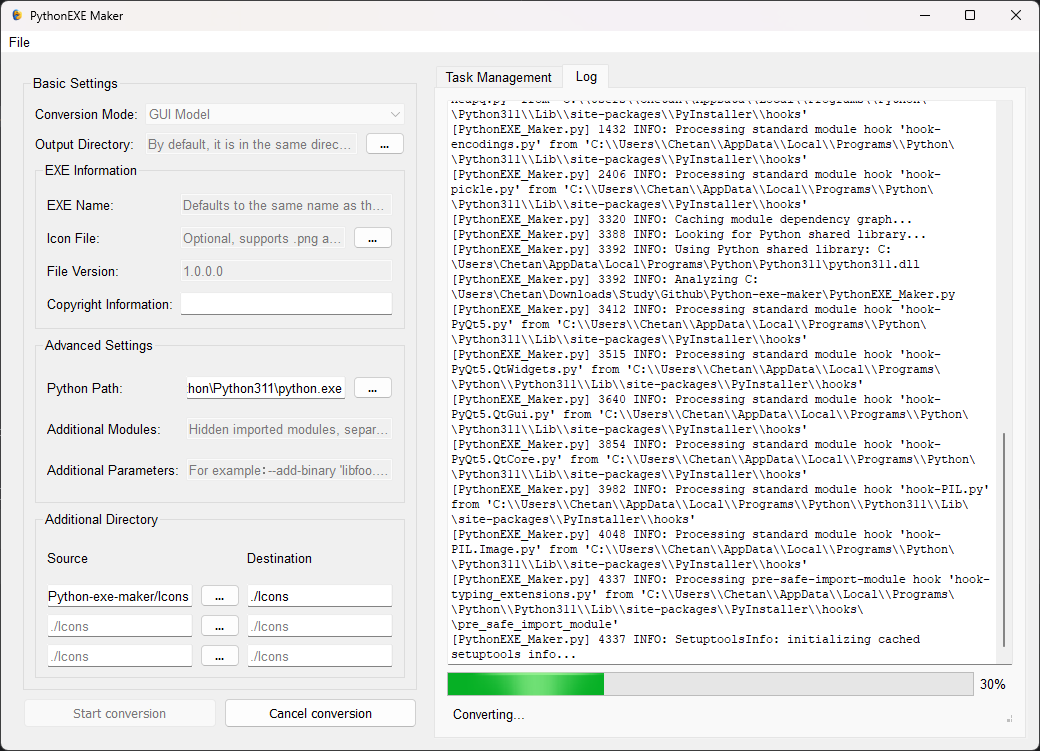 PythonEXE Maker
File
Basic Settings
Conversion Mode: GUI Model
Output Directory: By default, it is in the same direc... ...
EXE Information
EXE Name: Defaults to the same name as th...
Icon File: Optional, supports .png a... ...
File Version: 1.0.0.0
Copyright Information:
Advanced Settings
Python Path: hon\Python311\python.exe ...
Additional Modules: Hidden imported modules, separ...
Additional Parameters: For example：--add-binary 'libfoo....
Additional Directory
Source Destination
Python-exe-maker/Icons ... ./Icons
./Icons ... ./Icons
./Icons ... ./Icons
Start conversion Cancel conversion
Task Management Log
heapq.py' from 'C:\\Users\\Chetan\\AppData\\Local\\Programs\\Python\
\Python311\\Lib\\site-packages\\PyInstaller\\hooks'
[PythonEXE_Maker.py] 1432 INFO: Processing standard module hook 'hook-
encodings.py' from 'C:\\Users\\Chetan\\AppData\\Local\\Programs\\Python\
\Python311\\Lib\\site-packages\\PyInstaller\\hooks'
[PythonEXE_Maker.py] 2406 INFO: Processing standard module hook 'hook-
pickle.py' from 'C:\\Users\\Chetan\\AppData\\Local\\Programs\\Python\
\Python311\\Lib\\site-packages\\PyInstaller\\hooks'
[PythonEXE_Maker.py] 3320 INFO: Caching module dependency graph...
[PythonEXE_Maker.py] 3388 INFO: Looking for Python shared library...
[PythonEXE_Maker.py] 3392 INFO: Using Python shared library: C:
\Users\Chetan\AppData\Local\Programs\Python\Python311\python311.dll
[PythonEXE_Maker.py] 3392 INFO: Analyzing C:
\Users\Chetan\Downloads\Study\Github\Python-exe-maker\PythonEXE_Maker.py
[PythonEXE_Maker.py] 3412 INFO: Processing standard module hook 'hook-
PyQt5.py' from 'C:\\Users\\Chetan\\AppData\\Local\\Programs\\Python\
\Python311\\Lib\\site-packages\\PyInstaller\\hooks'
[PythonEXE_Maker.py] 3515 INFO: Processing standard module hook 'hook-
PyQt5.QtWidgets.py' from 'C:\\Users\\Chetan\\AppData\\Local\\Programs\
\Python\\Python311\\Lib\\site-packages\\PyInstaller\\hooks'
[PythonEXE_Maker.py] 3640 INFO: Processing standard module hook 'hook-
PyQt5.QtGui.py' from 'C:\\Users\\Chetan\\AppData\\Local\\Programs\\Python\
\Python311\\Lib\\site-packages\\PyInstaller\\hooks'
[PythonEXE_Maker.py] 3854 INFO: Processing standard module hook 'hook-
PyQt5.QtCore.py' from 'C:\\Users\\Chetan\\AppData\\Local\\Programs\\Python\
\Python311\\Lib\\site-packages\\PyInstaller\\hooks'
[PythonEXE_Maker.py] 3982 INFO: Processing standard module hook 'hook-PIL.py'
from 'C:\\Users\\Chetan\\AppData\\Local\\Programs\\Python\\Python311\\Lib\
\site-packages\\PyInstaller\\hooks'
[PythonEXE_Maker.py] 4048 INFO: Processing standard module hook 'hook-
PIL.Image.py' from 'C:\\Users\\Chetan\\AppData\\Local\\Programs\\Python\
\Python311\\Lib\\site-packages\\PyInstaller\\hooks'
[PythonEXE_Maker.py] 4337 INFO: Processing pre-safe-import-module hook 'hook-
typing_extensions.py' from 'C:\\Users\\Chetan\\AppData\\Local\\Programs\
\Python\\Python311\\Lib\\site-packages\\PyInstaller\\hooks\
\pre_safe_import_module'
[PythonEXE_Maker.py] 4337 INFO: SetuptoolsInfo: initializing cached
setuptools info...
30%
Converting...